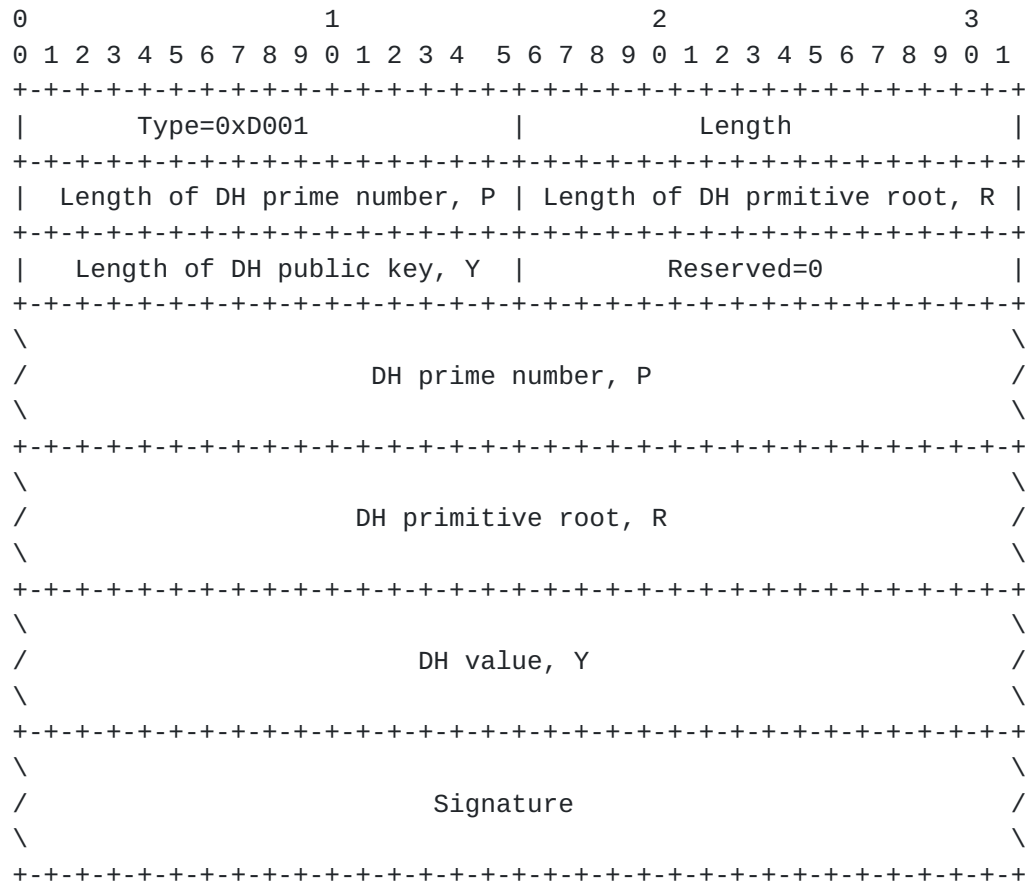 0                   1                    2                   3
0 1 2 3 4 5 6 7 8 9 0 1 2 3 4  5 6 7 8 9 0 1 2 3 4 5 6 7 8 9 0 1
+-+-+-+-+-+-+-+-+-+-+-+-+-+-+-+-+-+-+-+-+-+-+-+-+-+-+-+-+-+-+-+-+
|       Type=0xD001             |           Length              |
+-+-+-+-+-+-+-+-+-+-+-+-+-+-+-+-+-+-+-+-+-+-+-+-+-+-+-+-+-+-+-+-+
|  Length of DH prime number, P | Length of DH prmitive root, R |
+-+-+-+-+-+-+-+-+-+-+-+-+-+-+-+-+-+-+-+-+-+-+-+-+-+-+-+-+-+-+-+-+
|   Length of DH public key, Y  |         Reserved=0            |
+-+-+-+-+-+-+-+-+-+-+-+-+-+-+-+-+-+-+-+-+-+-+-+-+-+-+-+-+-+-+-+-+
\                                                               \
/                      DH prime number, P                       /
\                                                               \
+-+-+-+-+-+-+-+-+-+-+-+-+-+-+-+-+-+-+-+-+-+-+-+-+-+-+-+-+-+-+-+-+
\                                                               \
/                     DH primitive root, R                      /
\                                                               \
+-+-+-+-+-+-+-+-+-+-+-+-+-+-+-+-+-+-+-+-+-+-+-+-+-+-+-+-+-+-+-+-+
\                                                               \
/                         DH value, Y                           /
\                                                               \
+-+-+-+-+-+-+-+-+-+-+-+-+-+-+-+-+-+-+-+-+-+-+-+-+-+-+-+-+-+-+-+-+
\                                                               \
/                          Signature                            /
\                                                               \
+-+-+-+-+-+-+-+-+-+-+-+-+-+-+-+-+-+-+-+-+-+-+-+-+-+-+-+-+-+-+-+-+